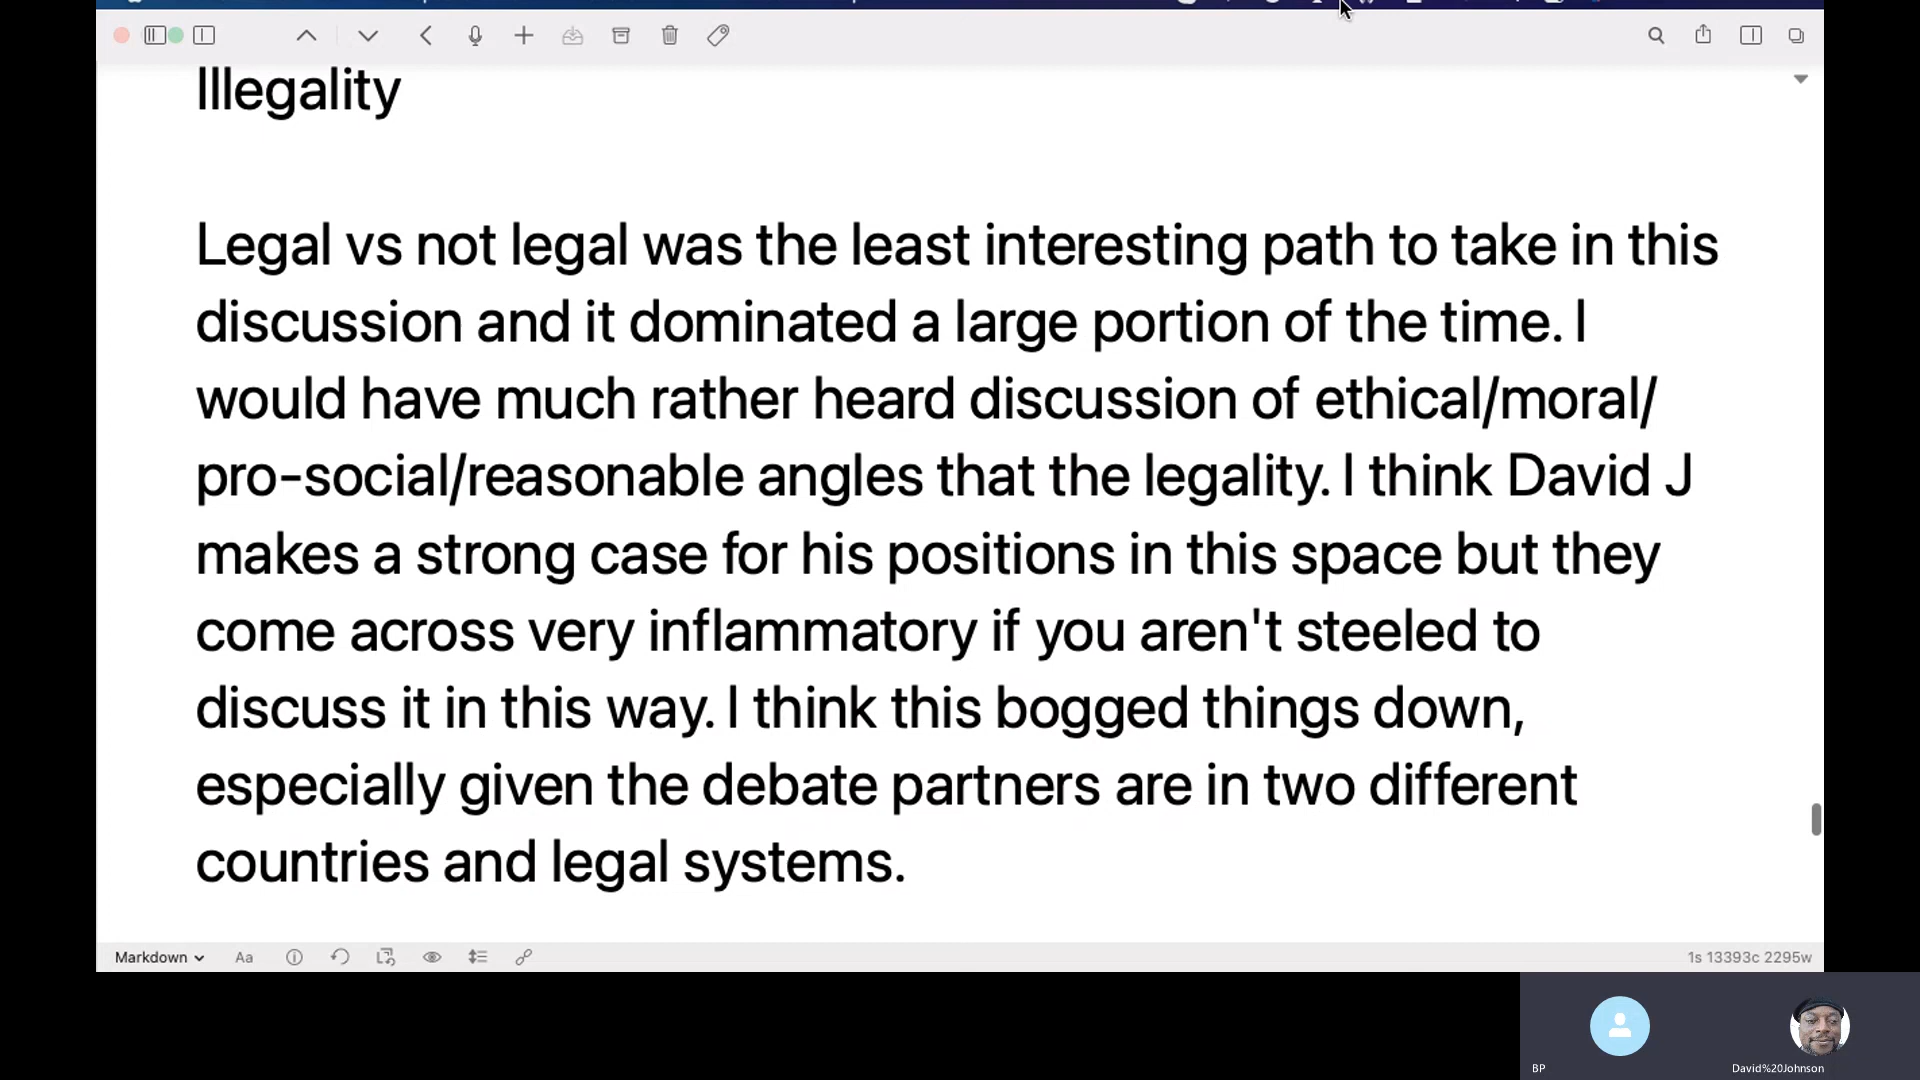 Illegality
Legal vs not legal was the least interesting path to take in this
discussion and it dominated a large portion of the time. I
would have much rather heard discussion of ethical/moral/
pro-social/reasonable angles that the legality. I think David J
makes a strong case for his positions in this space but they
come across very inflammatory if you aren't steeled to
discuss it in this way. I think this bogged things down,
especially given the debate partners are in two different
countries and legal systems.
Markdown Aa 1s 13393c 2295w
BP David%20Johnson